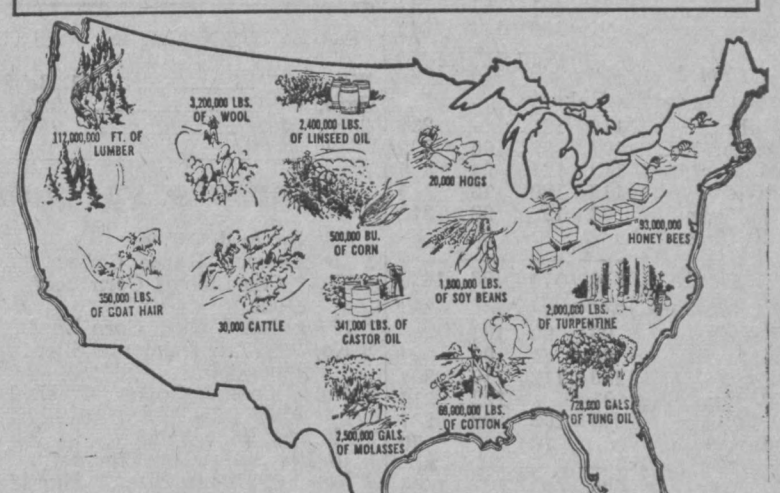 112,000,000 FT. OF
LUMBER
3,200,000 LBS.
OF WOOL
2,400,000 LBS.
OF LINSEED OIL
20,000 HOGS
500,000 BU.
OF CORN
"93,000,000
HONEY BEES
350,000 LBS.
OF GOAT HAIR
30,000 CATTLE
341,000 LBS. OF
CASTOR OIL
1,800,000 LBS.
OF SOY BEANS
2,000,000 LBS.
OF TURPENTINE
2,500,000 GALS.
OF MOLASSES
LBS.
OF COTTON
GALS.
OF TUNG OIL